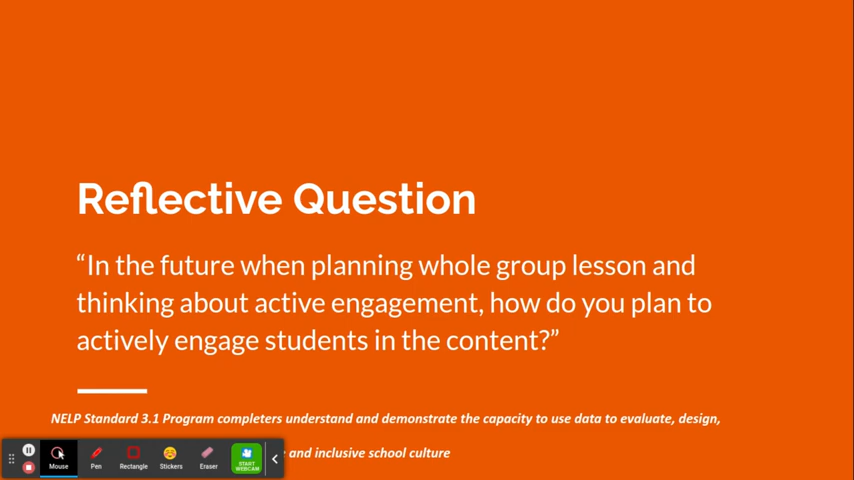 Reflective Question
“In the future when planning whole group lesson and
thinking about active engagement, how do you plan to
actively engage students in the content?”
NELP Standard 3.1 Program completers understand and demonstrate the capacity to use data to evaluate, design,
and inclusive school culture
Mouse Pen Rectangle Stickers Eraser START WEBCAM